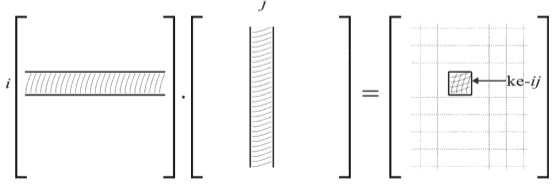 j
i
.
=
ke-ij